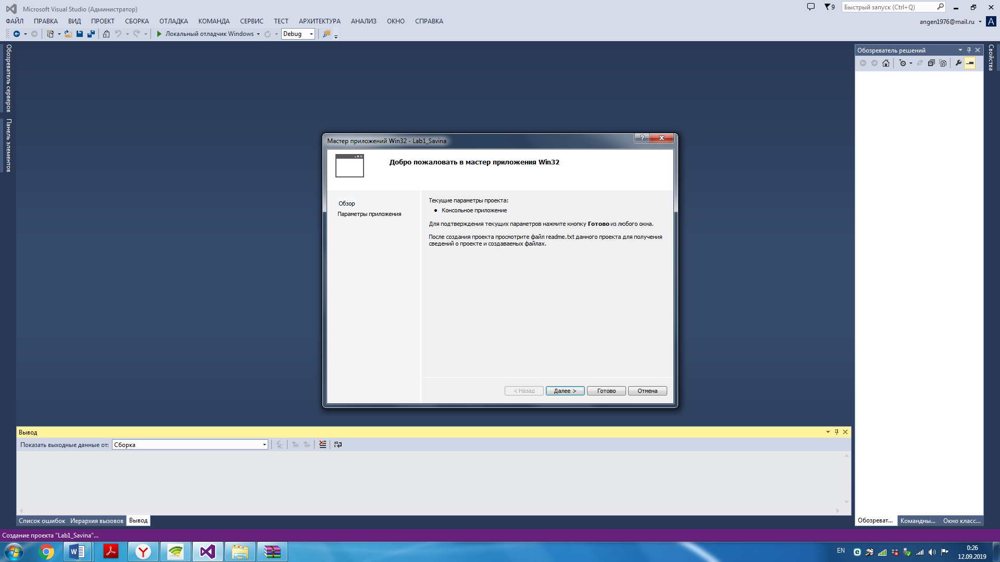 Microsoft Visual Studio (Администратор)
9
Быстрый запуск (Ctrl+Q)
ФАЙЛ ПРАВКА ВИД ПРОЕКТ СБОРКА ОТЛАДКА КОМАНДА СЕРВИС ТЕСТ АРХИТЕКТУРА АНАЛИЗ ОКНО СПРАВКА
angen1976@mail.ru
A
Локальный отладчик Windows
Debug
Обозреватель серверов
Панель элементов
Обозреватель решений
Свойства
Мастер приложений Win32 - Lab1_Savina
Добро пожаловать в мастер приложения Win32
Обзор
Параметры приложения
Текущие параметры проекта:
● Консольное приложение
Для подтверждения текущих параметров нажмите кнопку Готово из любого окна.
После создания проекта просмотрите файл readme.txt данного проекта для получения
сведений о проекте и создаваемых файлах.
< Назад
Далее >
Готово
Отмена
Вывод
Показать выходные данные от: Сборка
Список ошибок Иерархия вызовов Вывод
Обозреват... Командны... Окно класс...
Создание проекта "Lab1_Savina"...
EN
0:26
12.09.2019